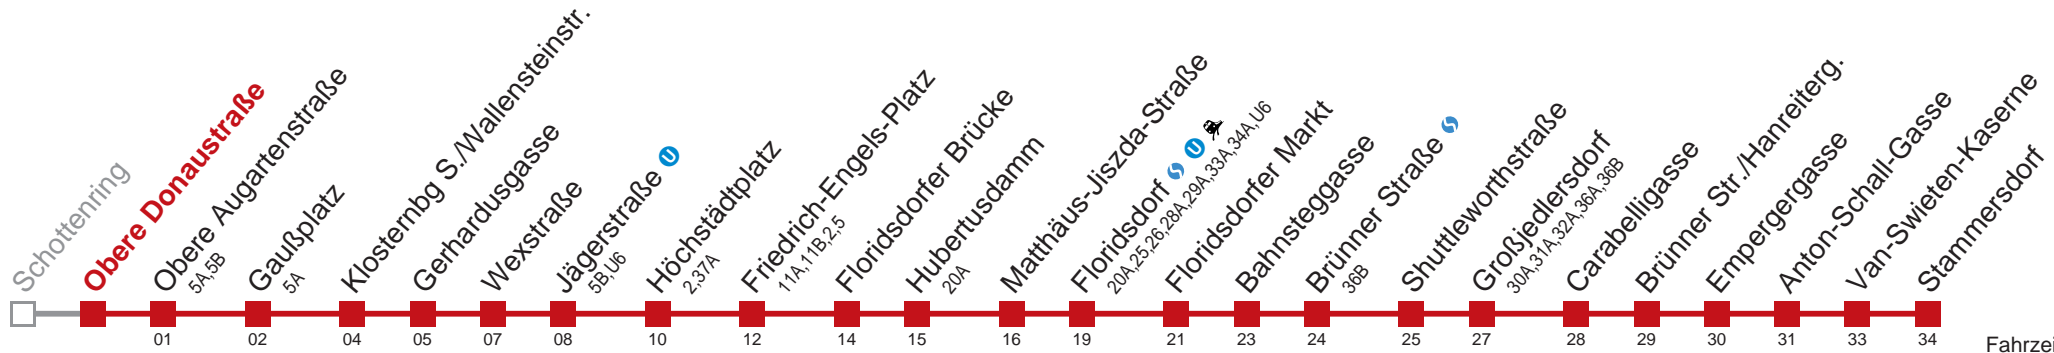 Schottenring
Obere Donaustraße
Obere Augartenstraße
5A,5B
Gaußplatz
5A
Klosternbg S./Wallensteinstr.
Gerhardusgasse
Wexstraße
Jägerstraße U
5B,U6
Höchstädtplatz
2,37A
Friedrich-Engels-Platz
11A,11B,2,5
Floridsdorfer Brücke
Hubertusdamm
20A
Matthäus-Jiszda-Straße
Floridsdorf S U
20A,25,26,28A,29A,33A,34A,U6
Floridsdorfer Markt
Bahnsteggasse
Brünner Straße S
36B
Shuttleworthstraße
Großjedlersdorf
30A,31A,32A,36A,36B
Carabelligasse
Brünner Str./Hanreiterg.
Empergergasse
Anton-Schall-Gasse
Van-Swieten-Kaserne
Stammersdorf
01 02 04 05 07 08 10 12 14 15 16 19 21 23 24 25 27 28 29 30 31 33 34
Fahrzei